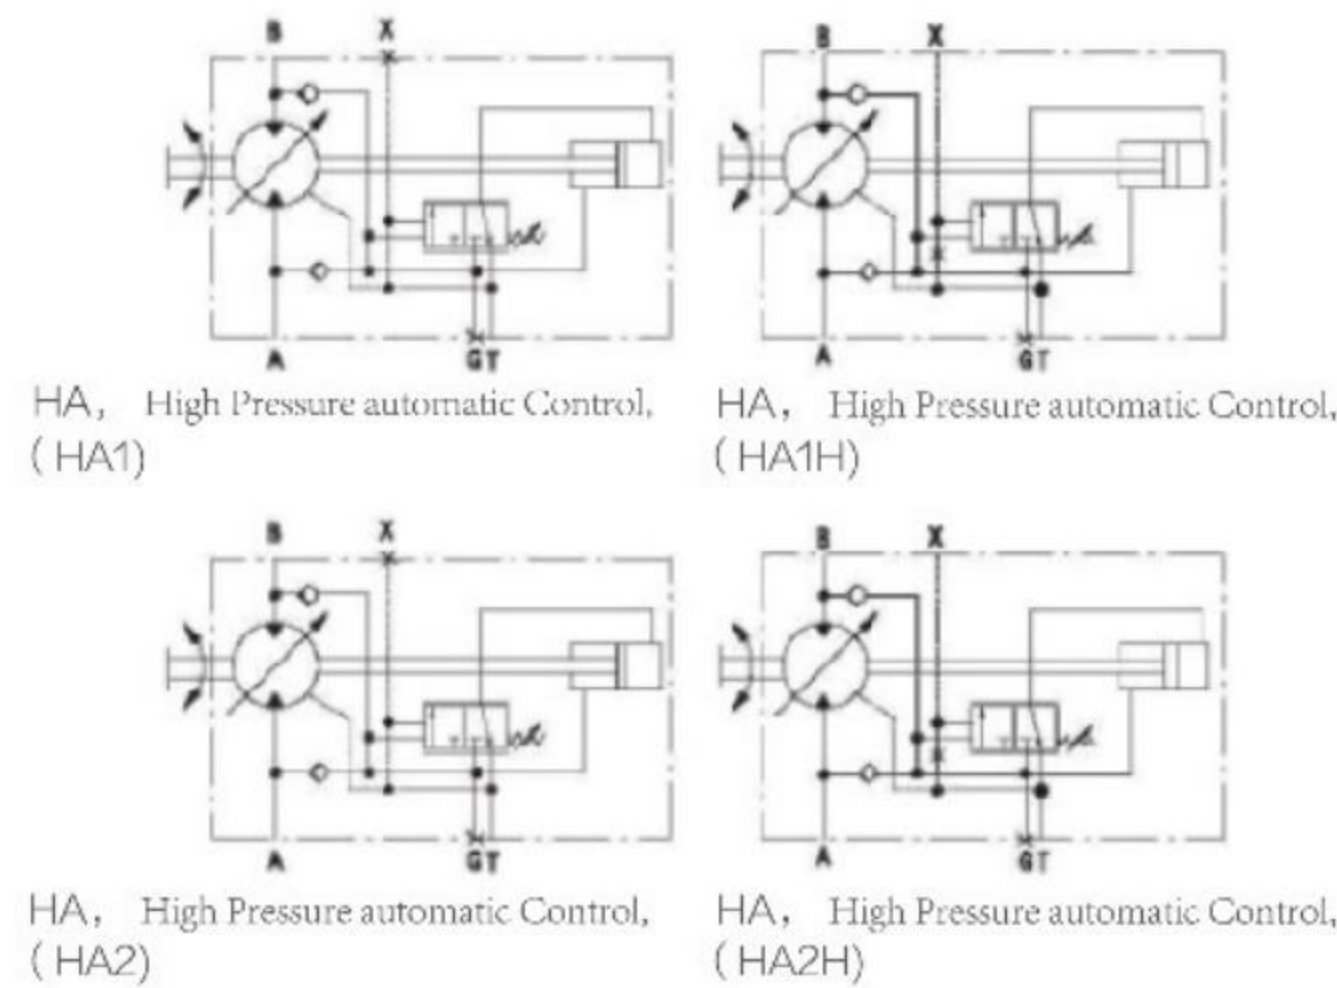 B X
B X
A GT
A GT
HA, High Pressure automatic Control,
(HA1)
HA, High Pressure automatic Control,
(HA1H)
B X
B X
A GT
A GT
HA, High Pressure automatic Control,
(HA2)
HA, High Pressure automatic Control,
(HA2H)